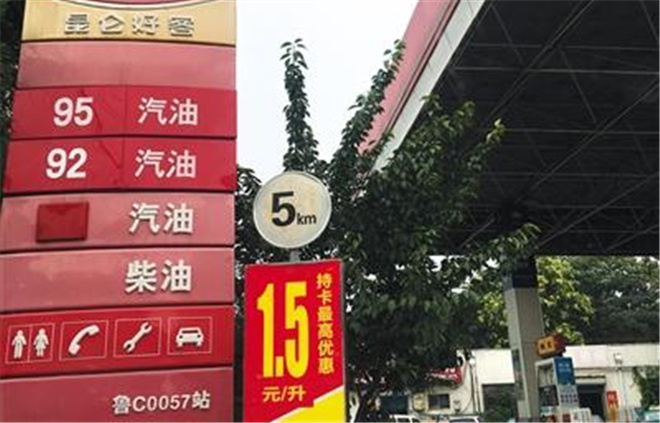 昆仑好客
95 汽油
92 汽油
汽油
柴油
鲁C0057站
5km
持卡最高优惠
1.5
元/升